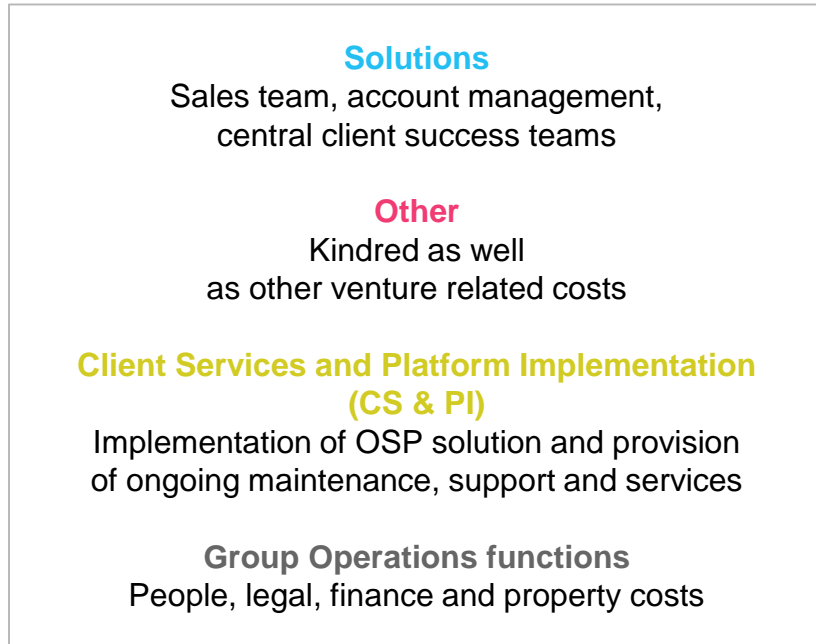 Solutions
Sales team, account management,
central client success teams
Other
Kindred as well
as other venture related costs
Client Services and Platform Implementation
(CS & PI)
Implementation of OSP solution and provision
of ongoing maintenance, support and services
Group Operations functions
People, legal, finance and property costs